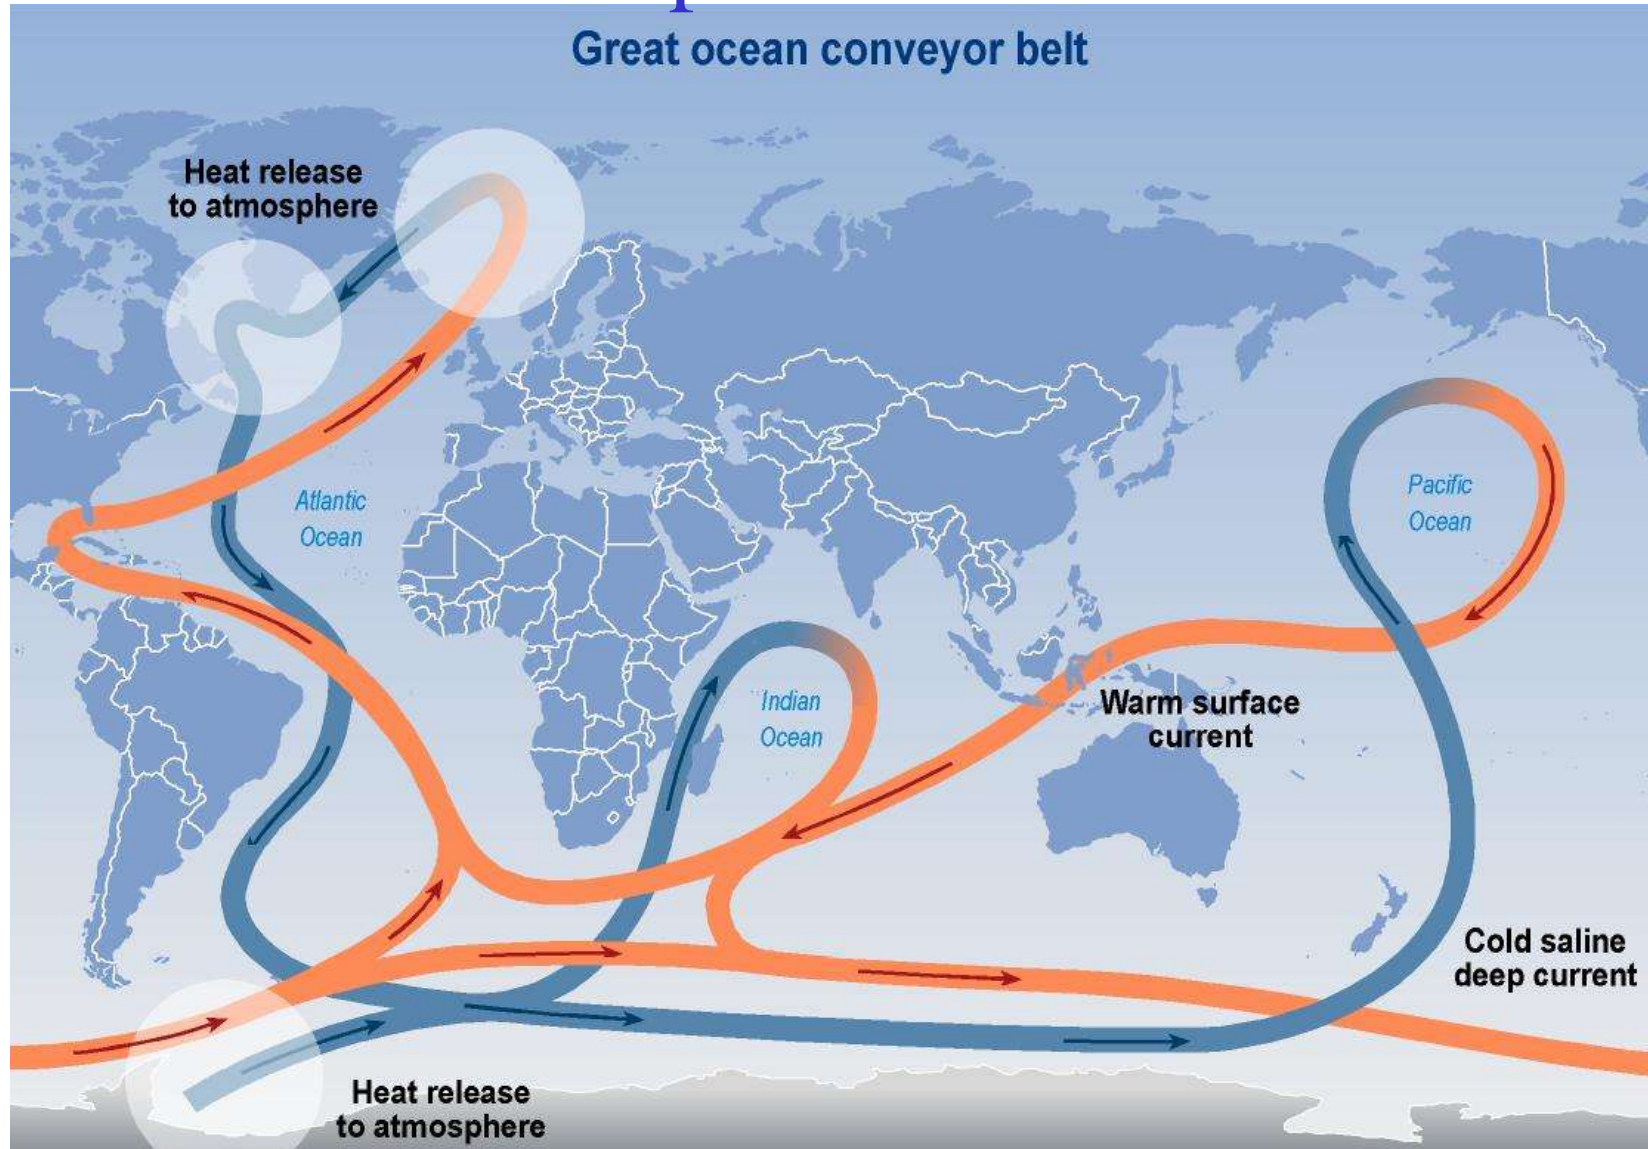 Great ocean conveyor belt
Heat release
to atmosphere
Atlantic
Ocean
Pacific
Ocean
Indian
Ocean
Warm surface
current
Cold saline
deep current
Heat release
to atmosphere